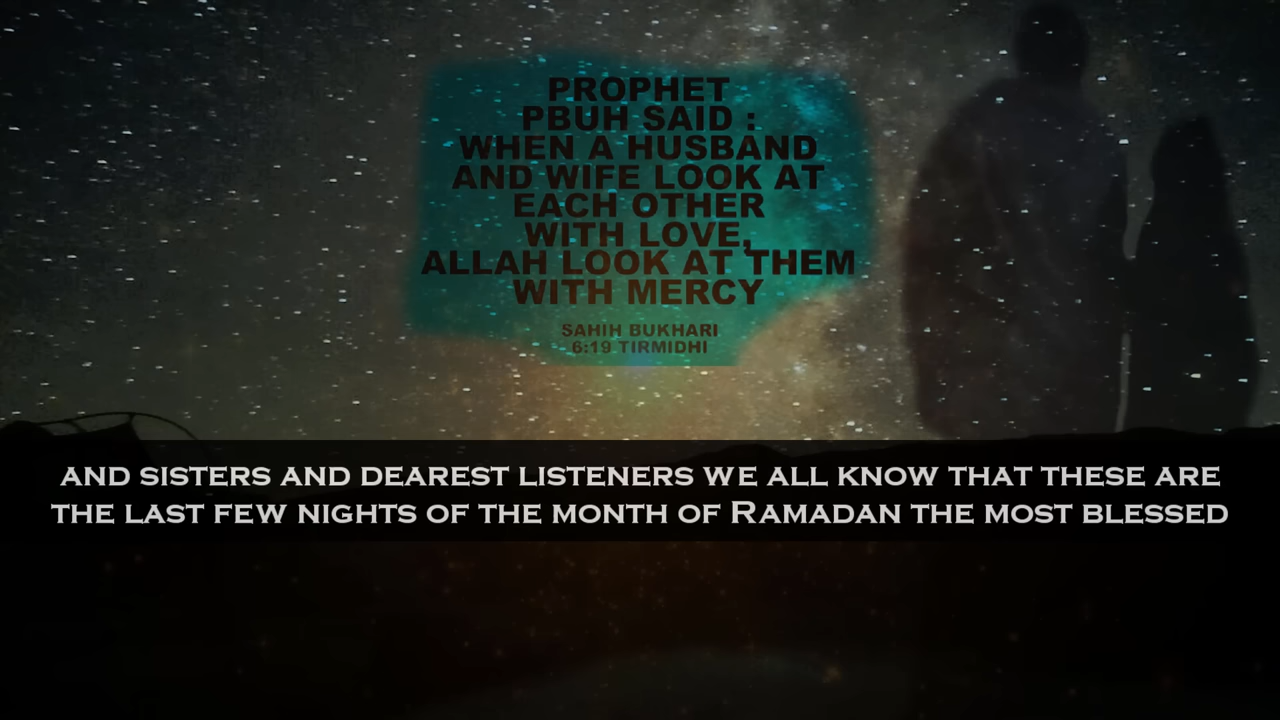 PROPHET
PBUH SAID :
WHEN A HUSBAND
AND WIFE LOOK AT
EACH OTHER
WITH LOVE,
ALLAH LOOK AT THEM
WITH MERCY
SAHIH BUKHARI
6:19 TIRMIDHI
AND SISTERS AND DEAREST LISTENERS WE ALL KNOW THAT THESE ARE
THE LAST FEW NIGHTS OF THE MONTH OF RAMADAN THE MOST BLESSED